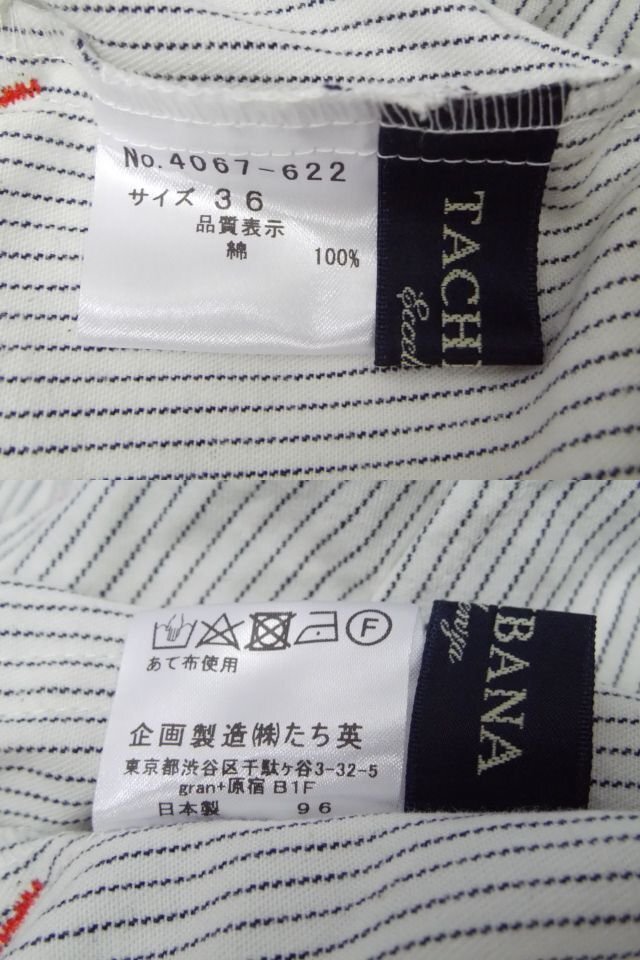 No.4067-622
サイズ 36
品質表示
綿 100%
TACHI
F
あて布使用
BANA
企画製造㈱たち英
東京都渋谷区千駄ヶ谷3-32-5
gran+原宿 B1F
日本製 96